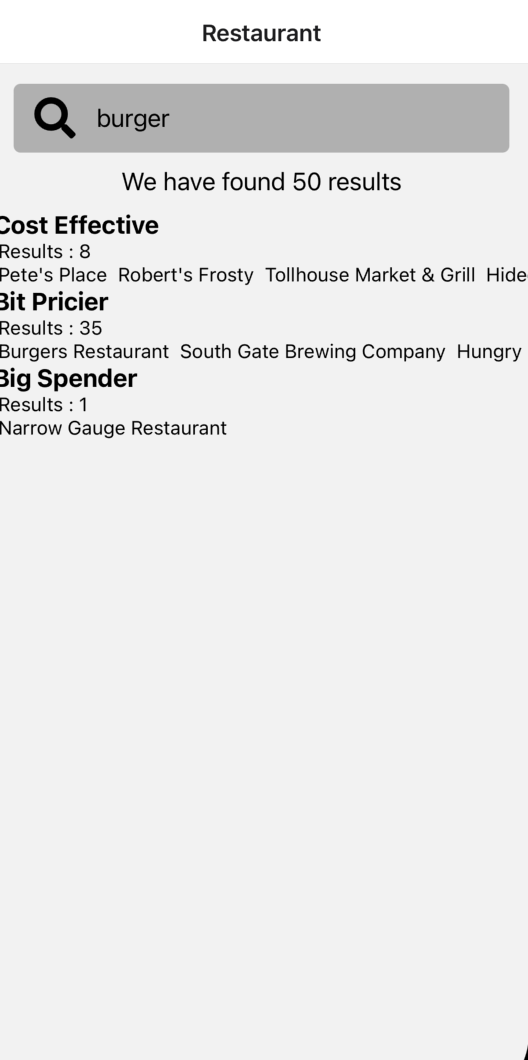 Restaurant
burger
We have found 50 results
Cost Effective
Results : 8
Pete's Place Robert's Frosty Tollhouse Market & Grill Hide
Bit Pricier
Results : 35
Burgers Restaurant South Gate Brewing Company Hungry
Big Spender
Results : 1
Narrow Gauge Restaurant